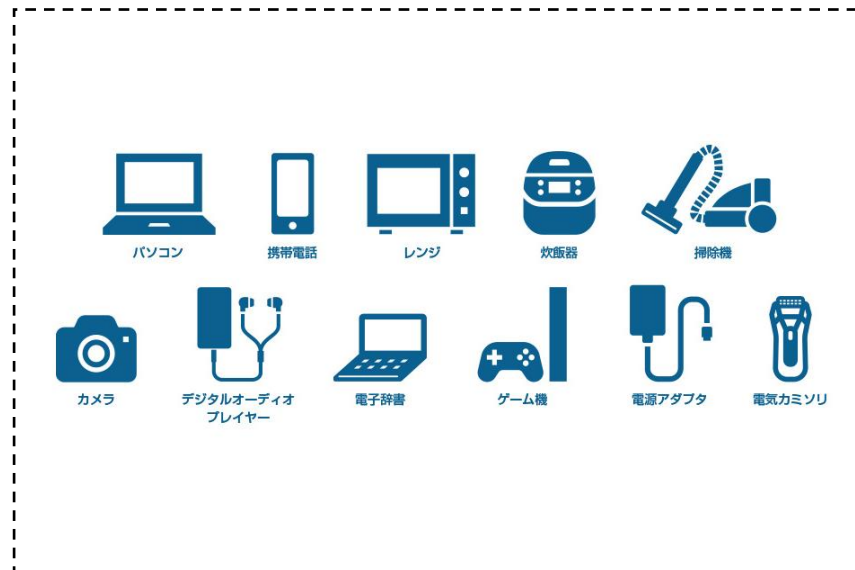 パソコン
携帯電話
レンジ
炊飯器
掃除機
カメラ
デジタルオーディオ
プレイヤー
電子辞書
ゲーム機
電源アダプタ
電気カミソリ